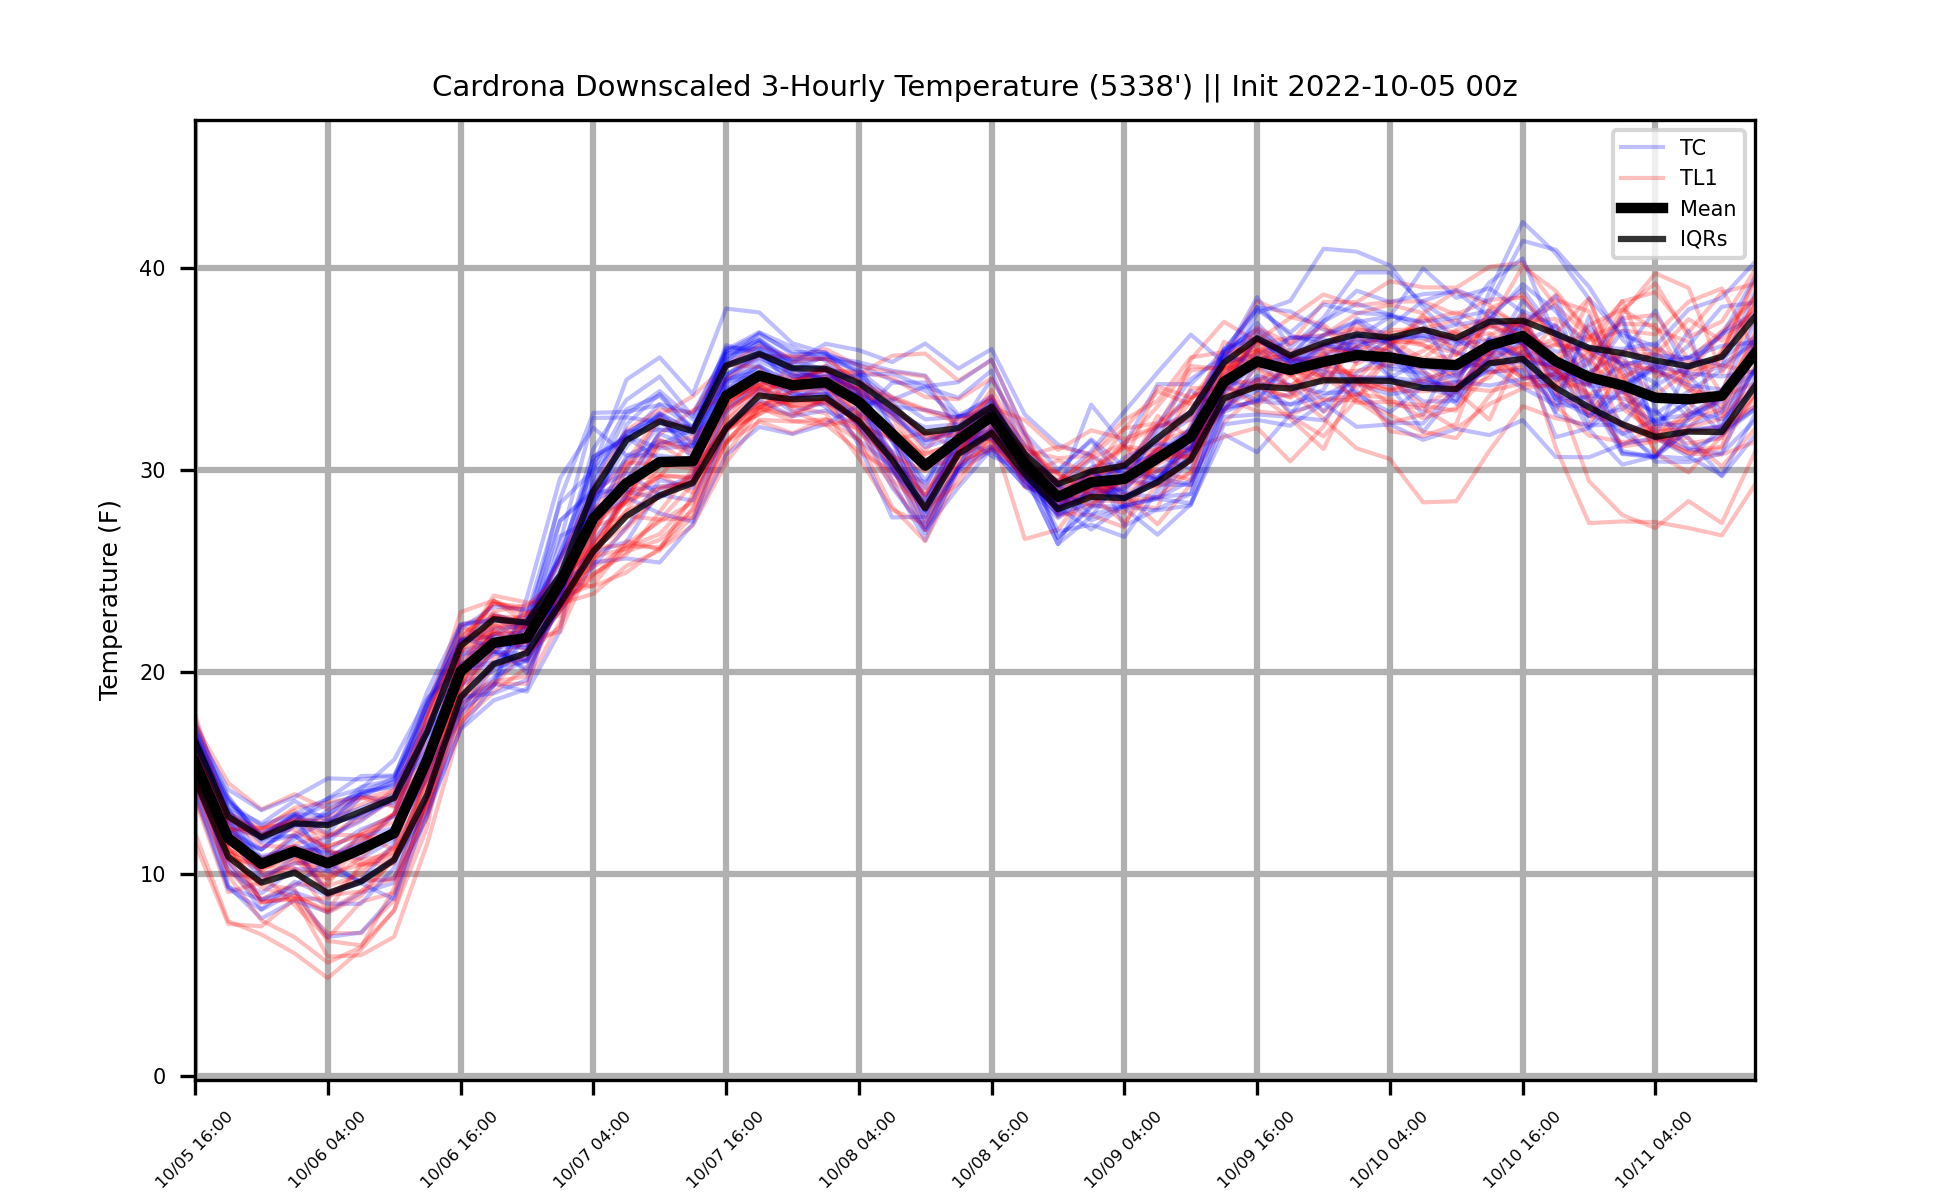 Cardrona Downscaled 3-Hourly Temperature (5338') || Init 2022-10-05 00z
TC
TL1
Mean
IQRs
Temperature (F)
40
30
20
10
0
10/05 16:00
10/06 04:00
10/06 16:00
10/07 04:00
10/07 16:00
10/08 04:00
10/08 16:00
10/09 04:00
10/09 16:00
10/10 04:00
10/10 16:00
10/11 04:00